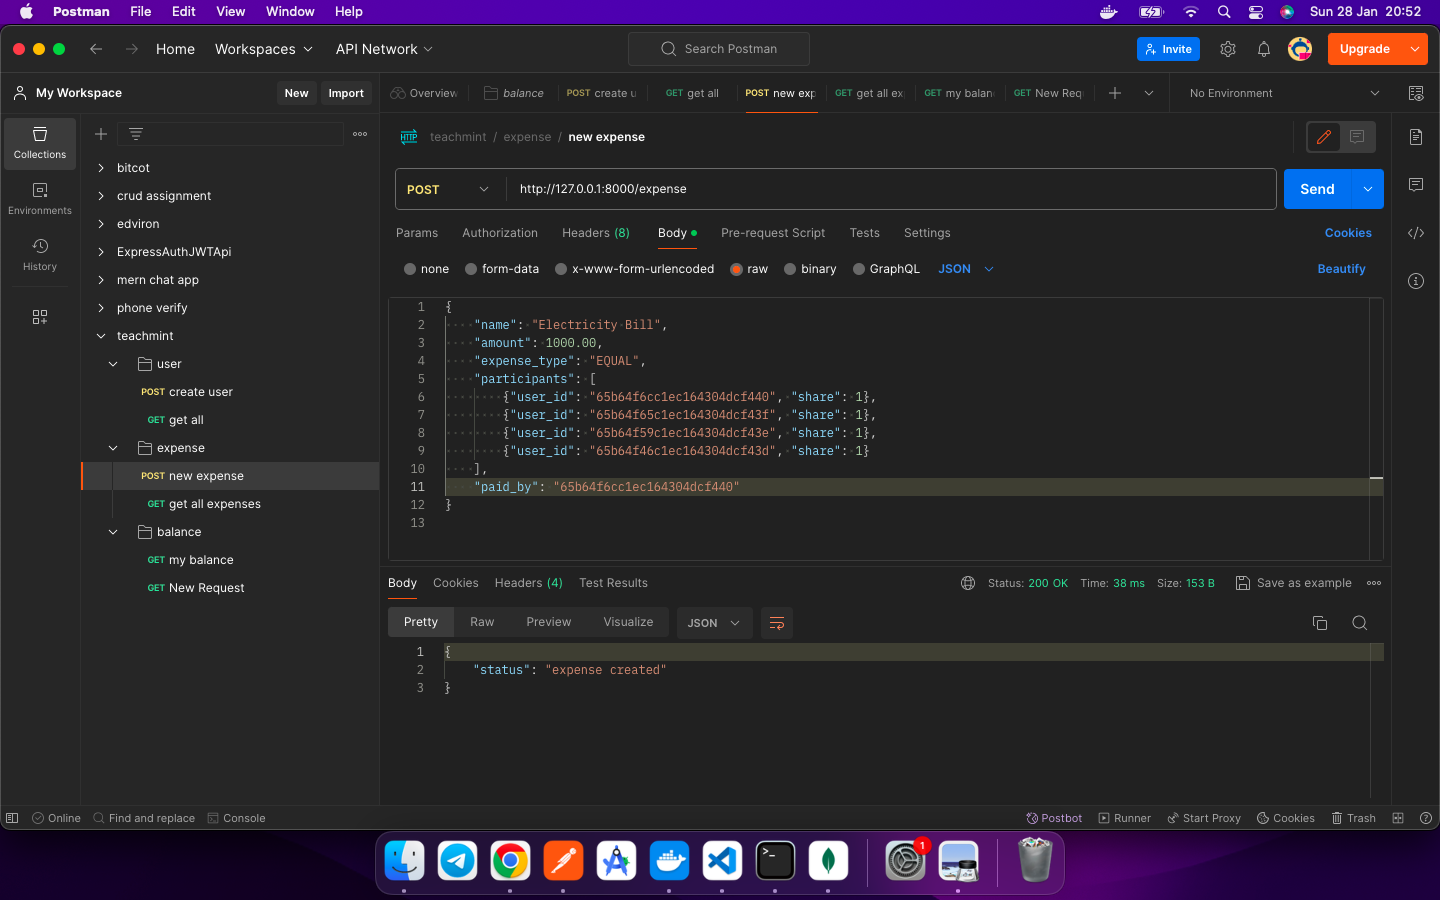 Postman File Edit View Window Help Sun 28 Jan 20:52
Home Workspaces API Network Search Postman Invite Upgrade
My Workspace New Import
Overview balance POST create u GET get all POST new exp GET get all ex GET my balan GET New Req No Environment
Collections
Environments
History
bitcot
crud assignment
edviron
ExpressAuthJWTApi
mern chat app
phone verify
teachmint
user
POST create user
GET get all
expense
POST new expense
GET get all expenses
balance
GET my balance
GET New Request
HTTP teachmint / expense / new expense
POST http://127.0.0.1:8000/expense Send
Params Authorization Headers (8) Body Pre-request Script Tests Settings Cookies
none form-data x-www-form-urlencoded raw binary GraphQL JSON Beautify
1 {
2 "name": "Electricity Bill",
3 "amount": 1000.00,
4 "expense_type": "EQUAL",
5 "participants": [
6 {"user_id": "65b64f6cc1ec164304dcf440", "share": 1},
7 {"user_id": "65b64f65c1ec164304dcf43f", "share": 1},
8 {"user_id": "65b64f59c1ec164304dcf43e", "share": 1},
9 {"user_id": "65b64f46c1ec164304dcf43d", "share": 1}
10 ],
11 "paid_by": "65b64f6cc1ec164304dcf440"
12 }
13
Body Cookies Headers (4) Test Results Status: 200 OK Time: 38 ms Size: 153 B Save as example
Pretty Raw Preview Visualize JSON
1 {
2 "status": "expense created"
3 }
Online Find and replace Console Postbot Runner Start Proxy Cookies Trash
1